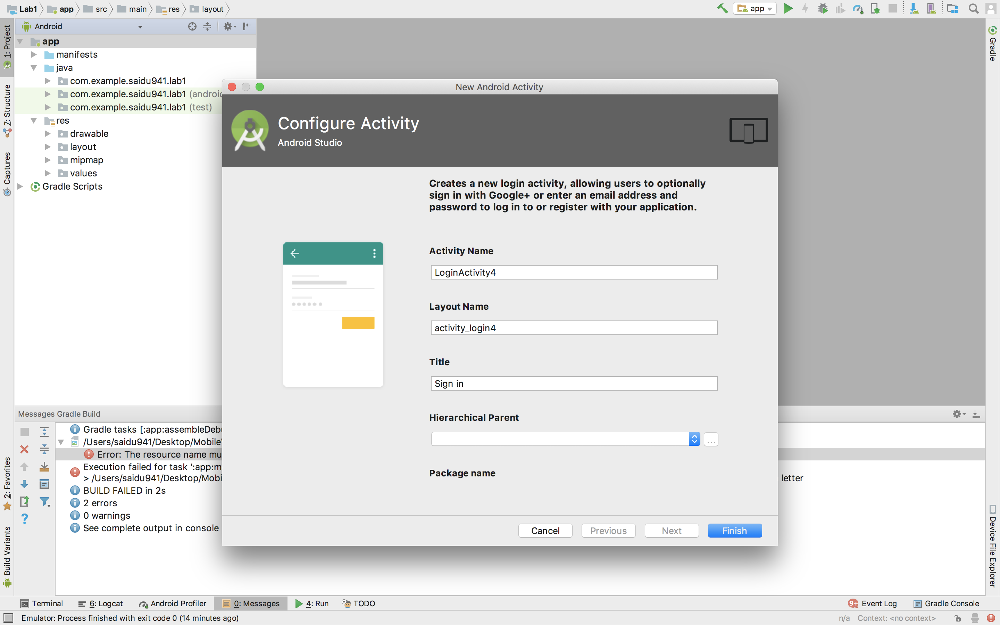 Lab1
app
src
main
res
layout
app
Android
1: Project
7: Structure
Captures
2: Favorites
Build Variants
app
manifests
java
com.example.saidu941.lab1
com.example.saidu941.lab1 (androi
com.example.saidu941.lab1 (test)
res
drawable
layout
mipmap
values
Gradle Scripts
Gradle
Device File Explorer
New Android Activity
Configure Activity
Android Studio
Creates a new login activity, allowing users to optionally
sign in with Google+ or enter an email address and
password to log in to or register with your application.
Activity Name
LoginActivity4
Layout Name
activity_login4
Title
Sign in
Hierarchical Parent
...
Package name
Cancel
Previous
Next
Finish
Messages Gradle Build
Gradle tasks [:app:assembleDeb
/Users/saidu941/Desktop/Mobile
Error: The resource name mu
Execution failed for task ':app:m
> /Users/saidu941/Desktop/Mobi
letter
BUILD FAILED in 2s
2 errors
0 warnings
See complete output in console
Terminal
6: Logcat
Android Profiler
0: Messages
4: Run
TODO
9+ Event Log
Gradle Console
Emulator: Process finished with exit code 0 (14 minutes ago)
n/a
Context: <no context>